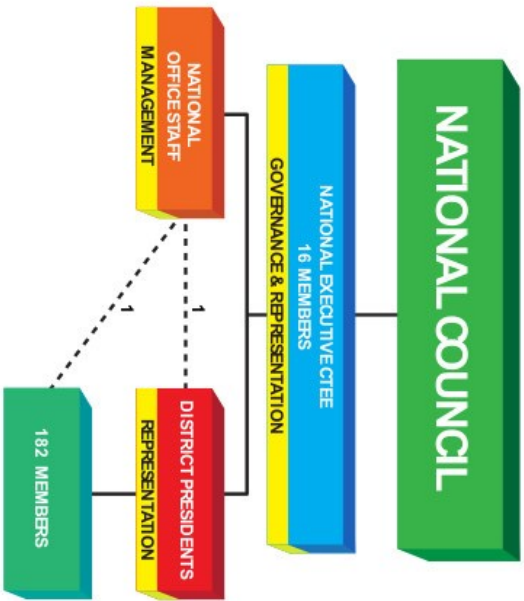 NATIONAL COUNCIL
NATIONAL EXECUTIVE CTEE
16 MEMBERS
GOVERNANCE & REPRESENTATION
NATIONAL
OFFICE STAFF
MANAGEMENT
1
DISTRICT PRESIDENTS
REPRESENTATION
1
182 MEMBERS